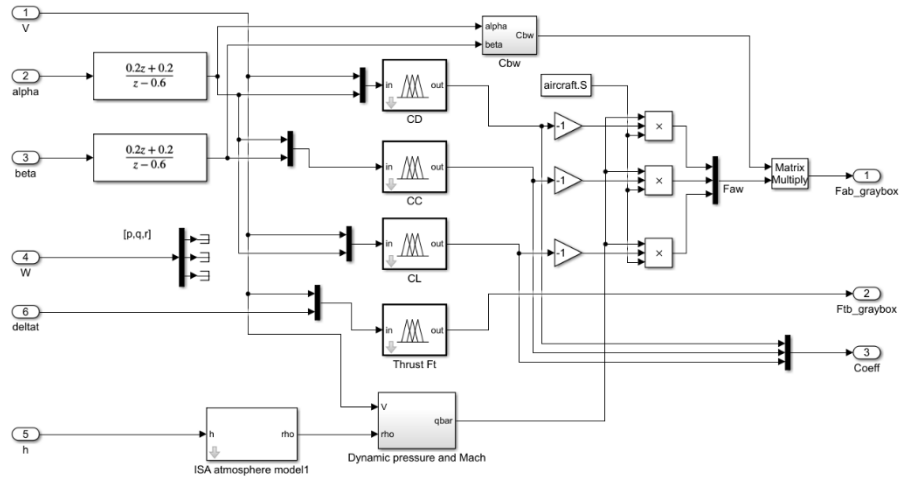 1
V
alpha
beta
Cbw
Cbw
2
alpha
0.2z + 0.2
z − 0.6
in
out
CD
aircraft.S
-1
×
3
beta
0.2z + 0.2
z − 0.6
in
out
CC
-1
×
Faw
Matrix
Multiply
1
Fab_graybox
[p,q,r]
4
W
in
out
CL
-1
×
6
deltat
in
out
Thrust Ft
2
Ftb_graybox
3
Coeff
5
h
h
rho
ISA atmosphere model1
V
rho
qbar
Dynamic pressure and Mach